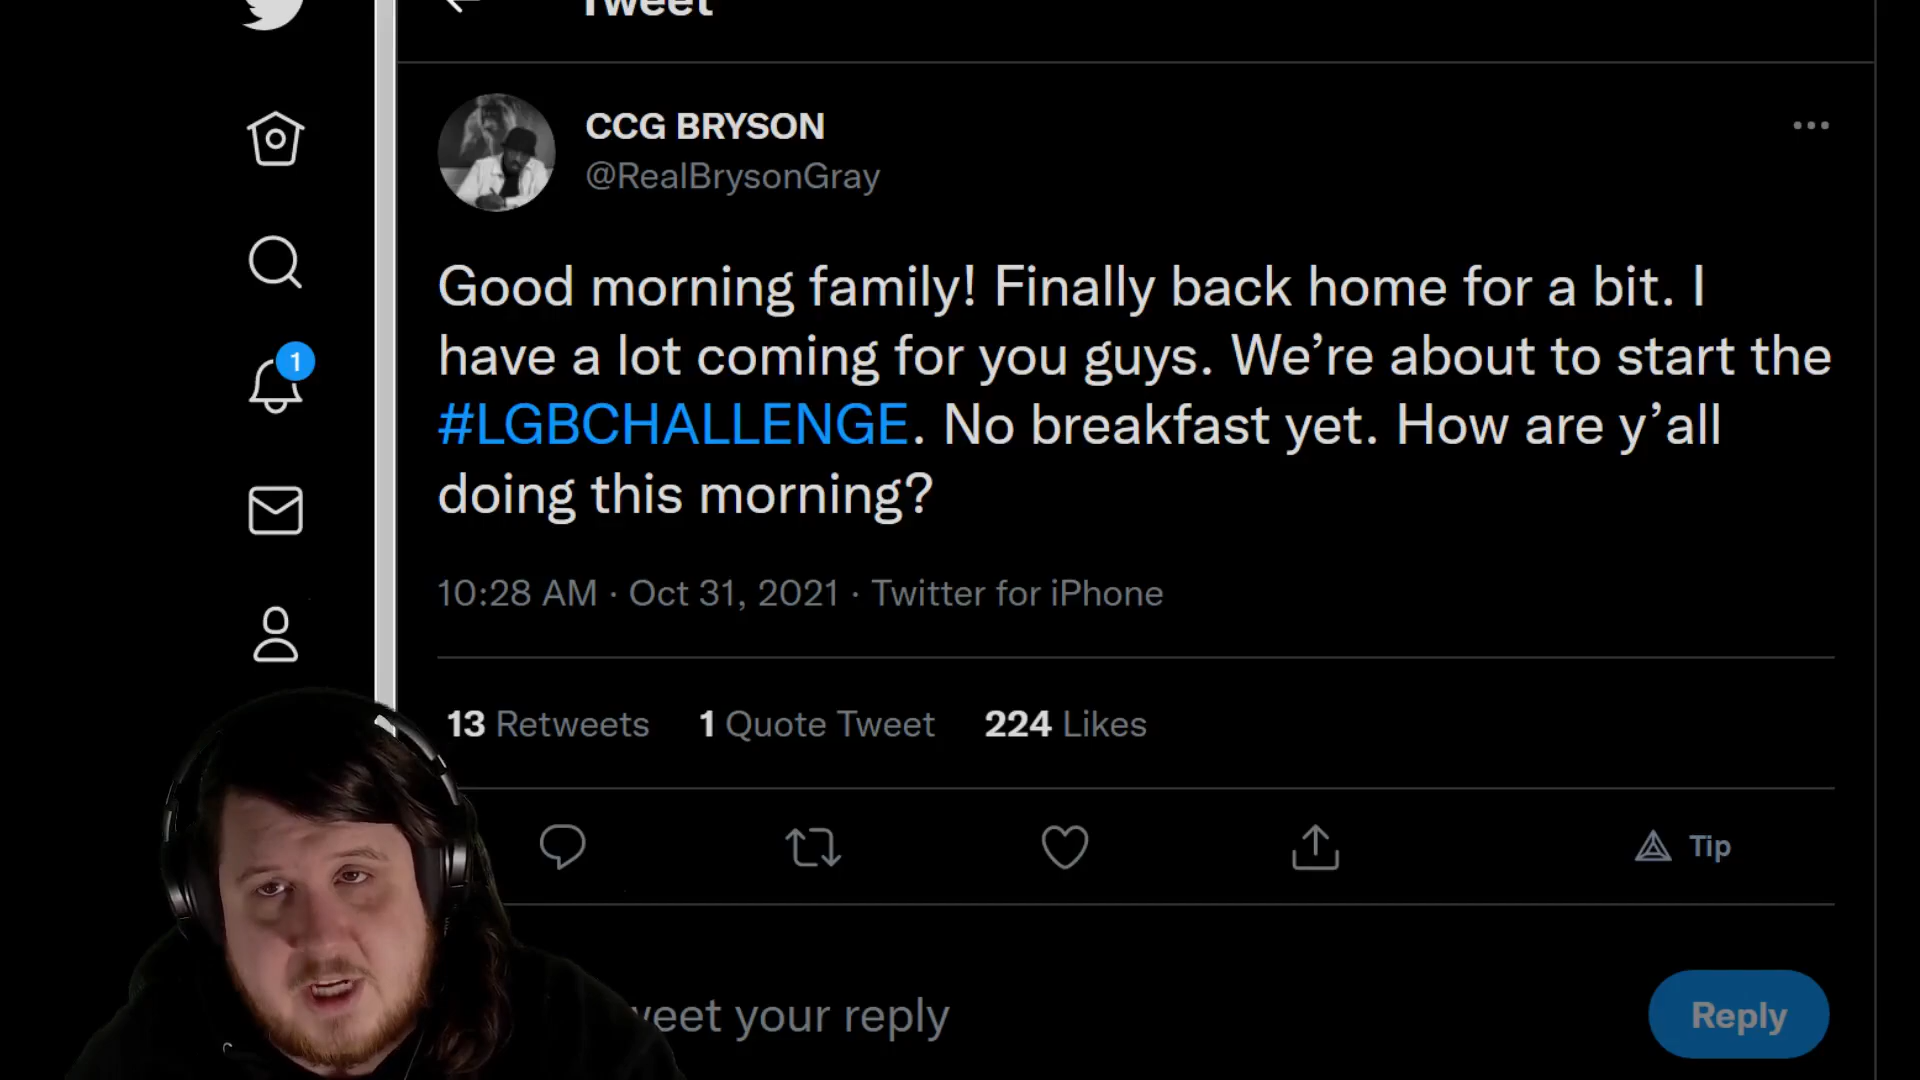 Tweet
CCG BRYSON
@RealBrysonGray
Good morning family! Finally back home for a bit. I
have a lot coming for you guys. We’re about to start the
#LGBCHALLENGE. No breakfast yet. How are y’all
doing this morning?
10:28 AM · Oct 31, 2021 · Twitter for iPhone
1
13 Retweets 1 Quote Tweet 224 Likes
Tip
your reply
Reply